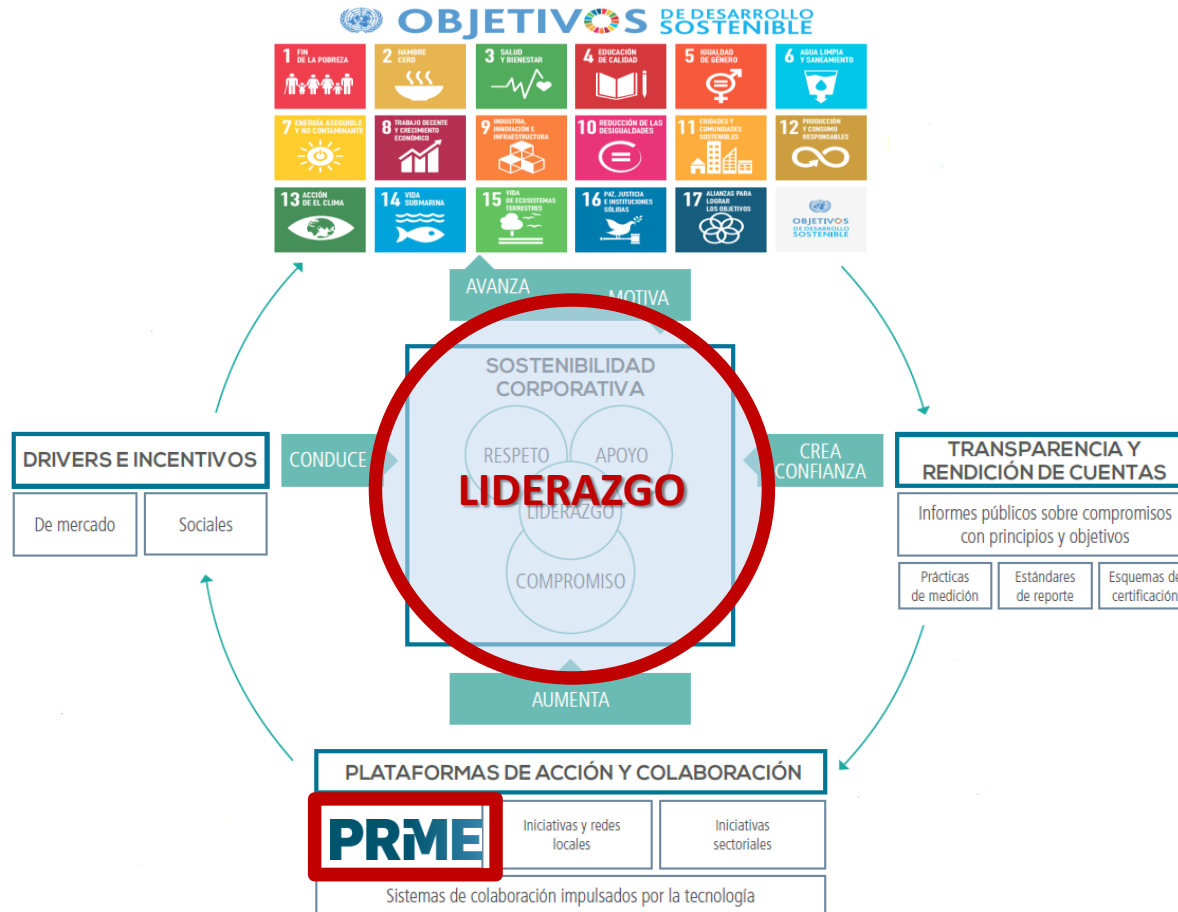 OBJETIVOS DE DESARROLLO SOSTENIBLE
1 FIN DE LA POBREZA
2 HAMBRE CERO
3 SALUD Y BIENESTAR
4 EDUCACIÓN DE CALIDAD
5 IGUALDAD DE GÉNERO
6 AGUA LIMPIA Y SANEAMIENTO
7 ENERGÍA ASEQUIBLE Y NO CONTAMINANTE
8 TRABAJO DECENTE Y CRECIMIENTO ECONÓMICO
9 INDUSTRIA, INNOVACIÓN E INFRAESTRUCTURA
10 REDUCCIÓN DE LAS DESIGUALDADES
11 CIUDADES Y COMUNIDADES SOSTENIBLES
12 PRODUCCIÓN Y CONSUMO RESPONSABLES
13 ACCIÓN DE EL CLIMA
14 VIDA SUBMARINA
15 VIDA DE ECOSISTEMAS TERRESTRES
16 PAZ, JUSTICIA E INSTITUCIONES SÓLIDAS
17 ALIANZAS PARA LOGRAR LOS OBJETIVOS
OBJETIVOS
DE DESARROLLO
SOSTENIBLE
AVANZA
MOTIVA
SOSTENIBILIDAD
CORPORATIVA
RESPETO
APOYO
LIDERAZGO
LIDERAZGO
COMPROMISO
DRIVERS E INCENTIVOS
De mercado
Sociales
CONDUCE
CREA
CONFIANZA
TRANSPARENCIA Y
RENDICIÓN DE CUENTAS
Informes públicos sobre compromisos
con principios y objetivos
Prácticas
de medición
Estándares
de reporte
Esquemas de
certificación
AUMENTA
PLATAFORMAS DE ACCIÓN Y COLABORACIÓN
PRiME
Iniciativas y redes
locales
Iniciativas
sectoriales
Sistemas de colaboración impulsados por la tecnología